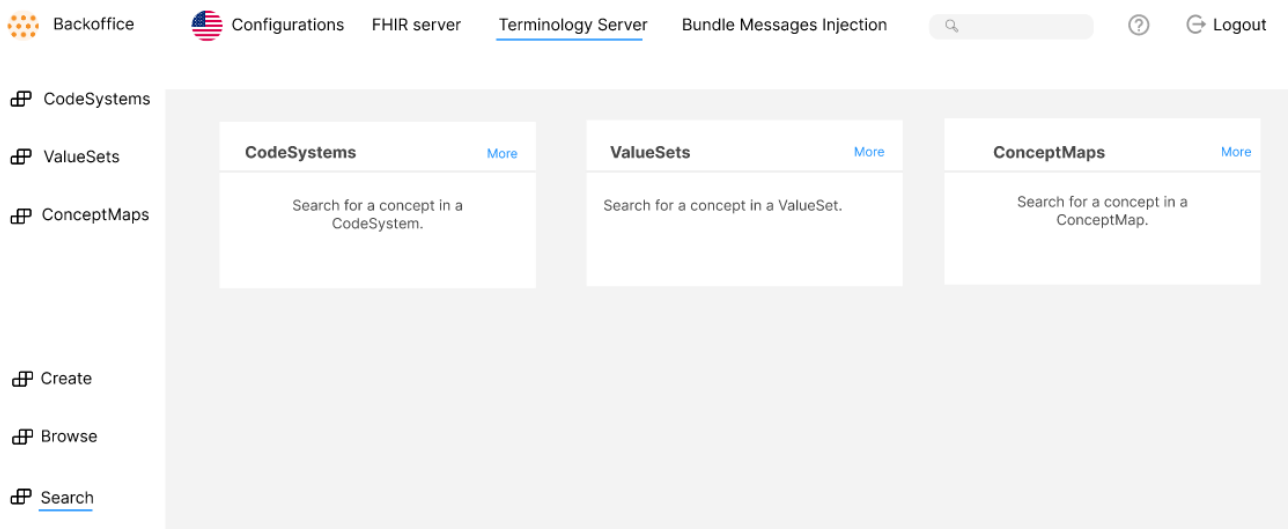 Backoffice
Configurations
FHIR server
Terminology Server
Bundle Messages Injection
Logout
CodeSystems
ValueSets
ConceptMaps
Create
Browse
Search
CodeSystems
More
Search for a concept in a
CodeSystem.
ValueSets
More
Search for a concept in a ValueSet.
ConceptMaps
More
Search for a concept in a
ConceptMap.